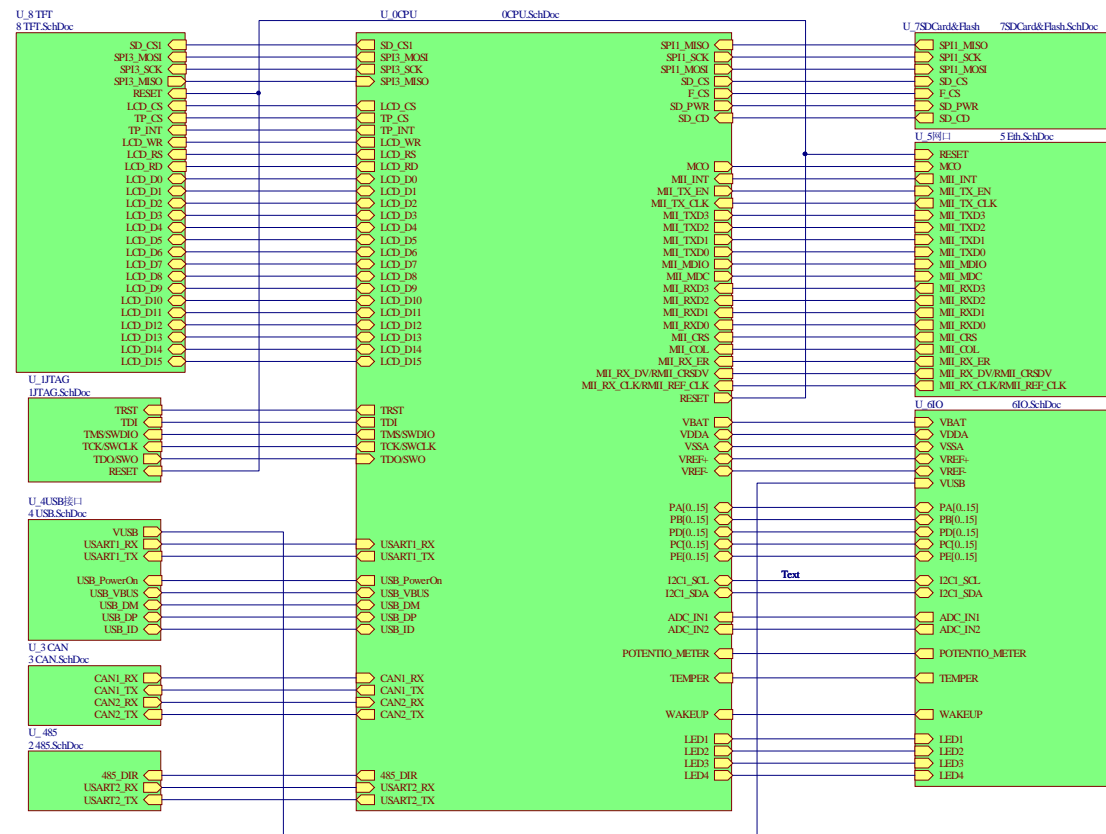 U_8 TFT
8 TFT.SchDoc
SD_CS1
SPI3_MOSI
SPI3_SCK
SPI3_MISO
RESET
LCD_CS
TP_CS
TP_INT
LCD_WR
LCD_RS
LCD_RD
LCD_D0
LCD_D1
LCD_D2
LCD_D3
LCD_D4
LCD_D5
LCD_D6
LCD_D7
LCD_D8
LCD_D9
LCD_D10
LCD_D11
LCD_D12
LCD_D13
LCD_D14
LCD_D15
U_1JTAG
1JTAG.SchDoc
TRST
TDI
TMS/SWDIO
TCK/SWCLK
TDO/SWO
RESET
U_4USB接口
4 USB.SchDoc
VUSB
USART1_RX
USART1_TX
USB_PowerOn
USB_VBUS
USB_DM
USB_DP
USB_ID
U_3 CAN
3 CAN.SchDoc
CAN1_RX
CAN1_TX
CAN2_RX
CAN2_TX
U_ 485
2 485.SchDoc
485_DIR
USART2_RX
USART2_TX
U_0CPU 0CPU.SchDoc
SD_CS1
SPI3_MOSI
SPI3_SCK
SPI3_MISO
LCD_CS
TP_CS
TP_INT
LCD_WR
LCD_RS
LCD_RD
LCD_D0
LCD_D1
LCD_D2
LCD_D3
LCD_D4
LCD_D5
LCD_D6
LCD_D7
LCD_D8
LCD_D9
LCD_D10
LCD_D11
LCD_D12
LCD_D13
LCD_D14
LCD_D15
TRST
TDI
TMS/SWDIO
TCK/SWCLK
TDO/SWO
USART1_RX
USART1_TX
USB_PowerOn
USB_VBUS
USB_DM
USB_DP
USB_ID
CAN1_RX
CAN1_TX
CAN2_RX
CAN2_TX
485_DIR
USART2_RX
USART2_TX
SPI1_MISO
SPI1_SCK
SPI1_MOSI
SD_CS
F_CS
SD_PWR
SD_CD
MCO
MII_INT
MII_TX_EN
MII_TX_CLK
MII_TXD3
MII_TXD2
MII_TXD1
MII_TXD0
MII_MDIO
MII_MDC
MII_RXD3
MII_RXD2
MII_RXD1
MII_RXD0
MII_CRS
MII_COL
MII_RX_ER
MII_RX_DV/RMII_CRSDV
MII_RX_CLK/RMII_REF_CLK
RESET
VBAT
VDDA
VSSA
VREF+
VREF-
PA[0..15]
PB[0..15]
PD[0..15]
PC[0..15]
PE[0..15]
I2C1_SCL
I2C1_SDA
ADC_IN1
ADC_IN2
POTENTIO_METER
TEMPER
WAKEUP
LED1
LED2
LED3
LED4
Text
U_7SDCard&Flash 7SDCard&Flash.SchDoc
SPI1_MISO
SPI1_SCK
SPI1_MOSI
SD_CS
F_CS
SD_PWR
SD_CD
U_5网口 5 Eth.SchDoc
RESET
MCO
MII_INT
MII_TX_EN
MII_TX_CLK
MII_TXD3
MII_TXD2
MII_TXD1
MII_TXD0
MII_MDIO
MII_MDC
MII_RXD3
MII_RXD2
MII_RXD1
MII_RXD0
MII_CRS
MII_COL
MII_RX_ER
MII_RX_DV/RMII_CRSDV
MII_RX_CLK/RMII_REF_CLK
U_6IO 6IO.SchDoc
VBAT
VDDA
VSSA
VREF+
VREF-
VUSB
PA[0..15]
PB[0..15]
PD[0..15]
PC[0..15]
PE[0..15]
I2C1_SCL
I2C1_SDA
ADC_IN1
ADC_IN2
POTENTIO_METER
TEMPER
WAKEUP
LED1
LED2
LED3
LED4